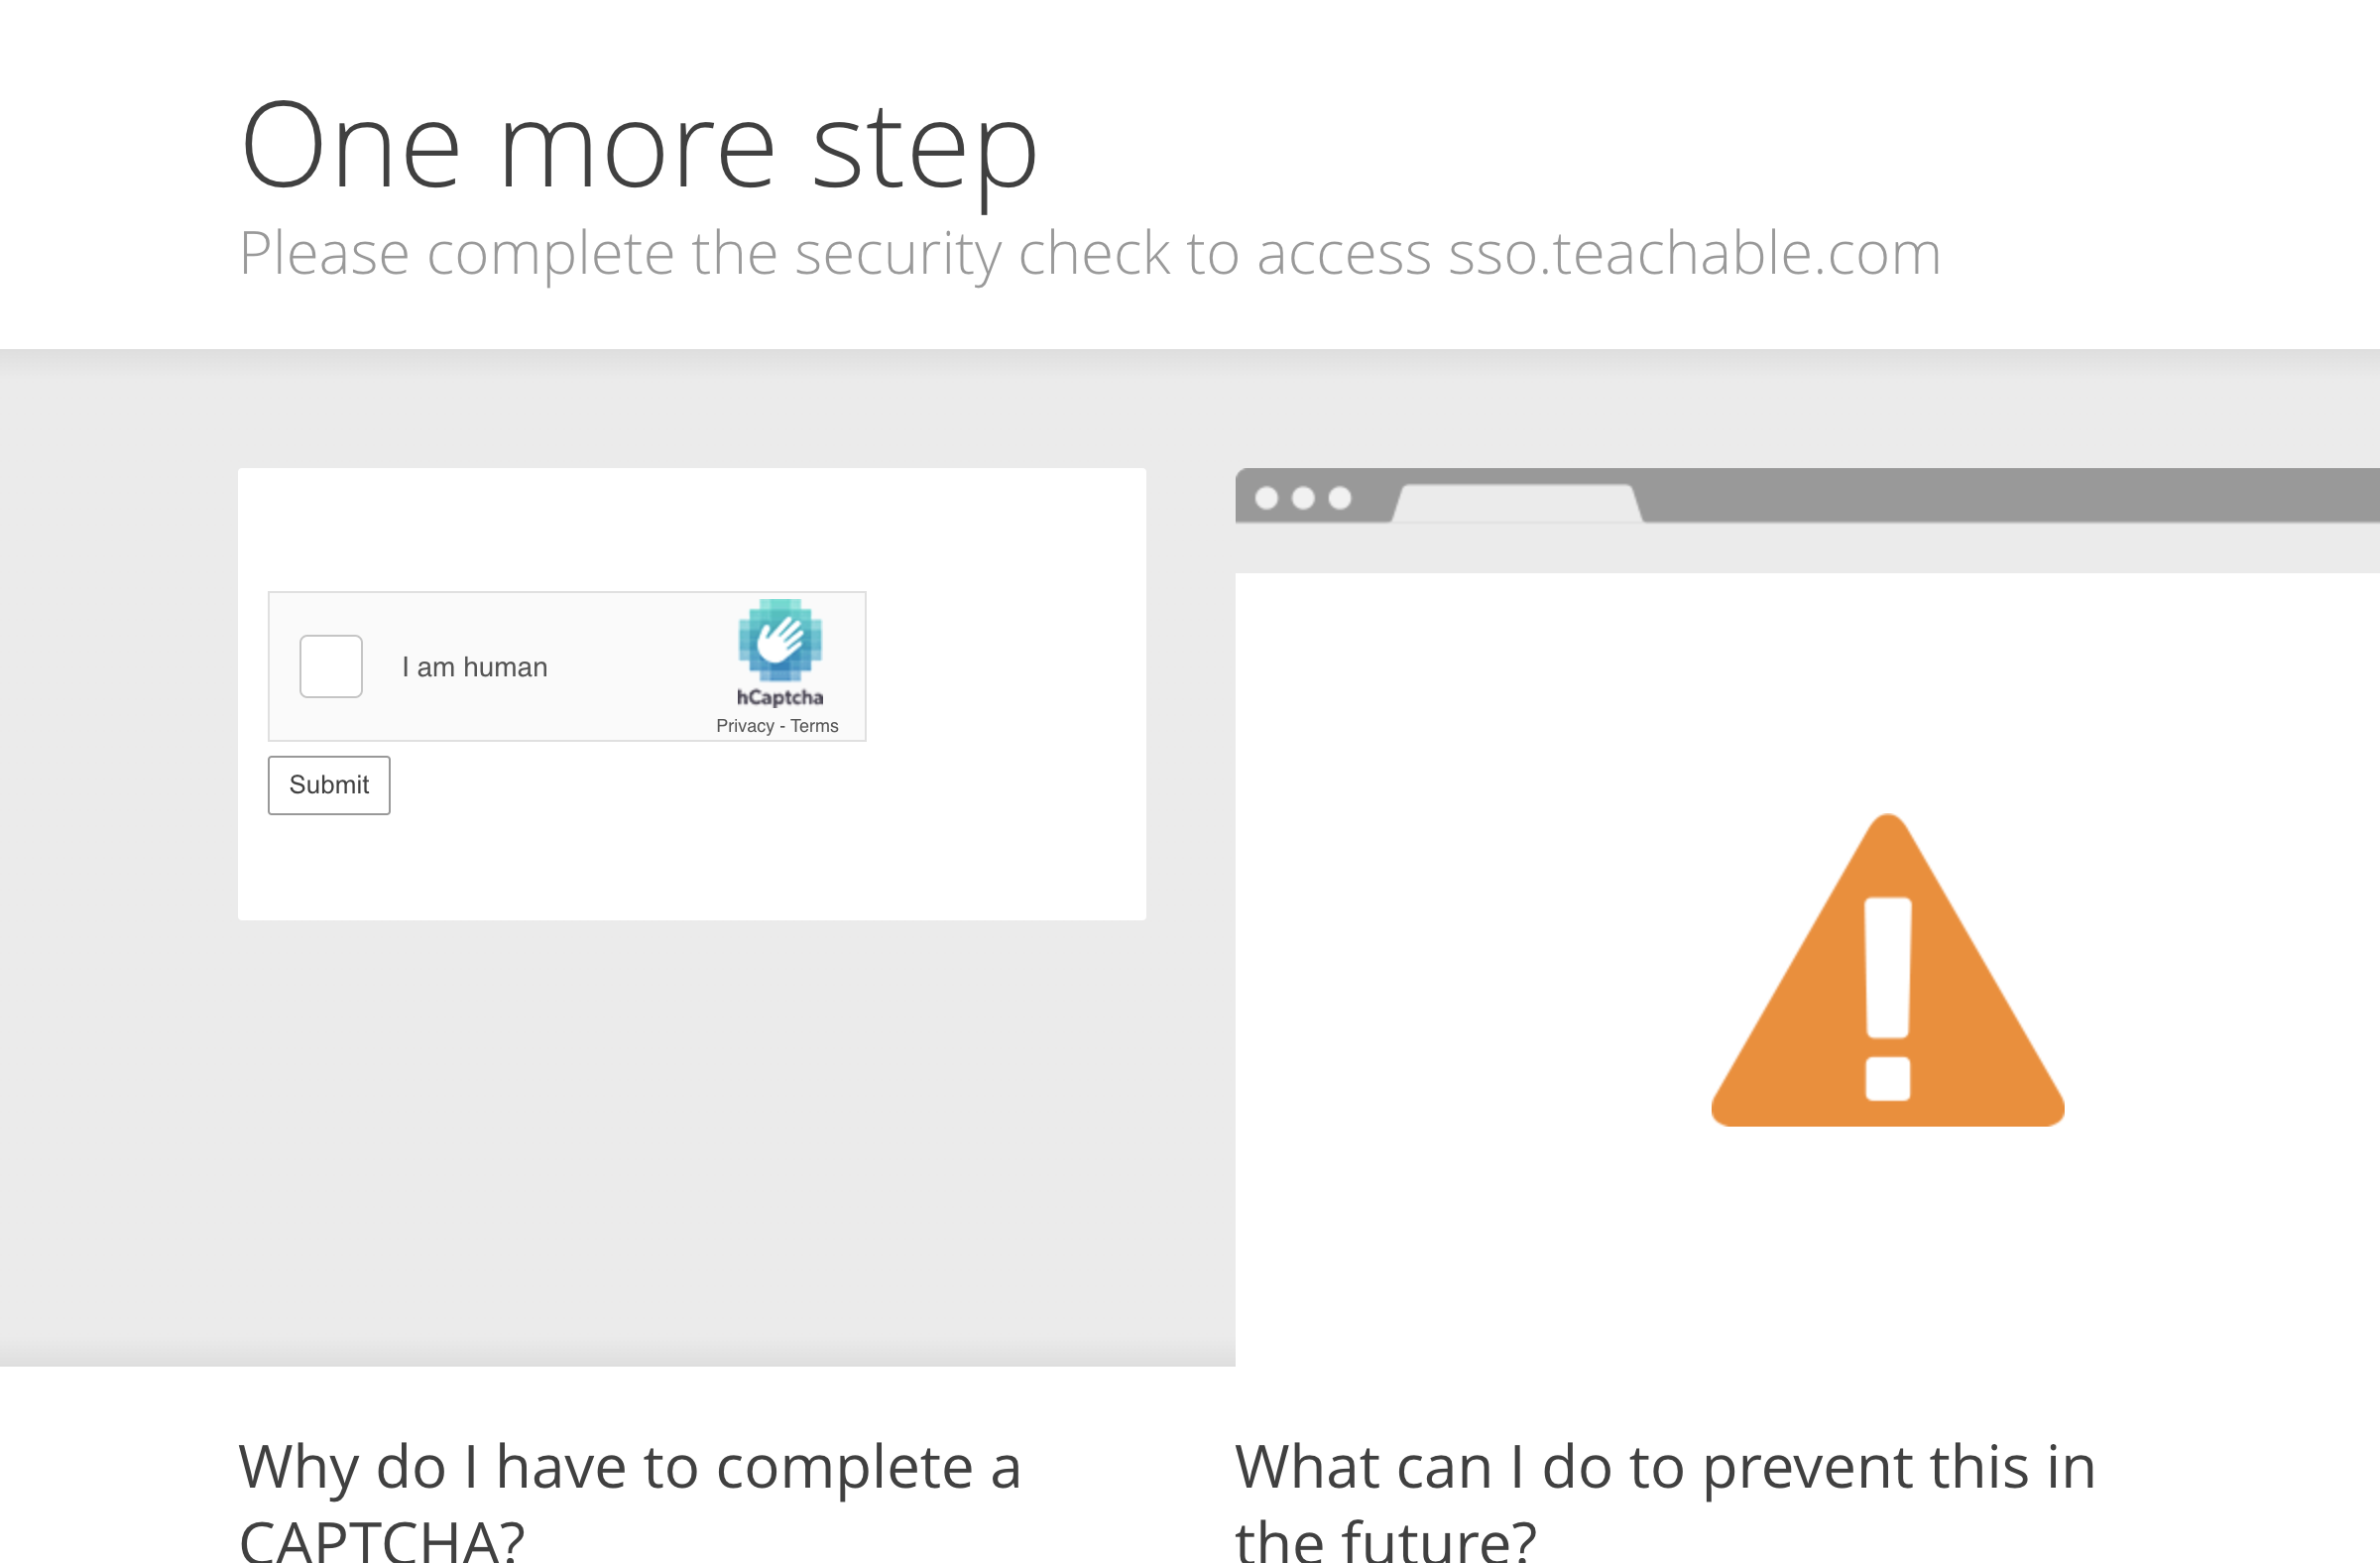 One more step
Please complete the security check to access sso.teachable.com
I am human
hCaptcha
Privacy - Terms
Submit
Why do I have to complete a
CAPTCHA?
What can I do to prevent this in
the future?